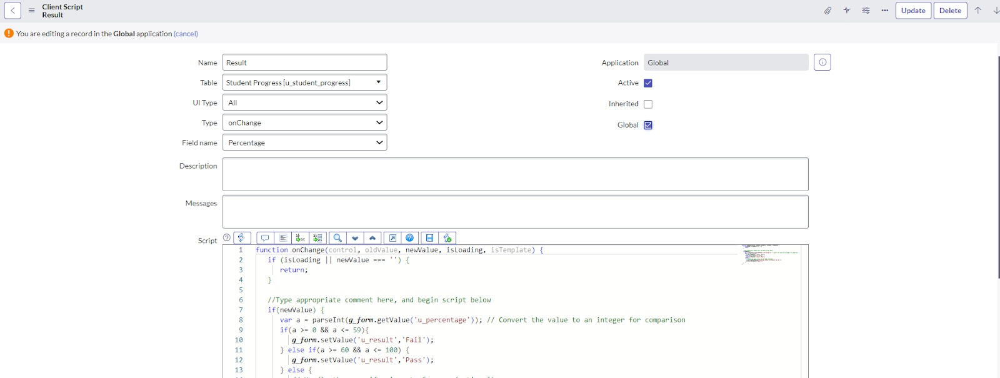 Client Script
Result
Update
Delete
You are editing a record in the Global application (cancel)
Name Result
Application Global
Table Student Progress [u_student_progress]
Active
UI Type All
Inherited
Type onChange
Global
Field name Percentage
Description
Messages
Script
1 function onChange(control, oldValue, newValue, isLoading, isTemplate) {
2 if (isLoading || newValue === '') {
3 return;
4 }
5
6 //Type appropriate comment here, and begin script below
7 if(newValue) {
8 var a = parseInt(g_form.getValue('u_percentage')); // Convert the value to an integer for comparison
9 if(a >= 0 && a <= 59){
10 g_form.setValue('u_result','Fail');
11 } else if(a >= 60 && a <= 100) {
12 g_form.setValue('u_result','Pass');
13 } else {